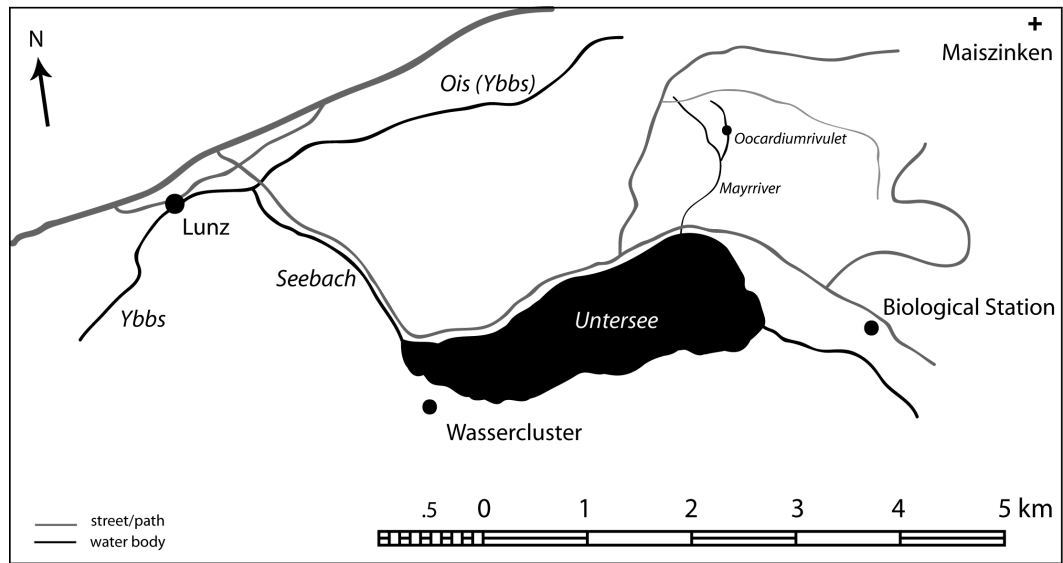 N
Maiszinken
Ois (Ybbs)
Oocardiumrivulet
Mayrriver
Lunz
Seebach
Ybbs
Untersee
Biological Station
Wassercluster
.5 0 1 2 3 4 5 km
street/path
water body